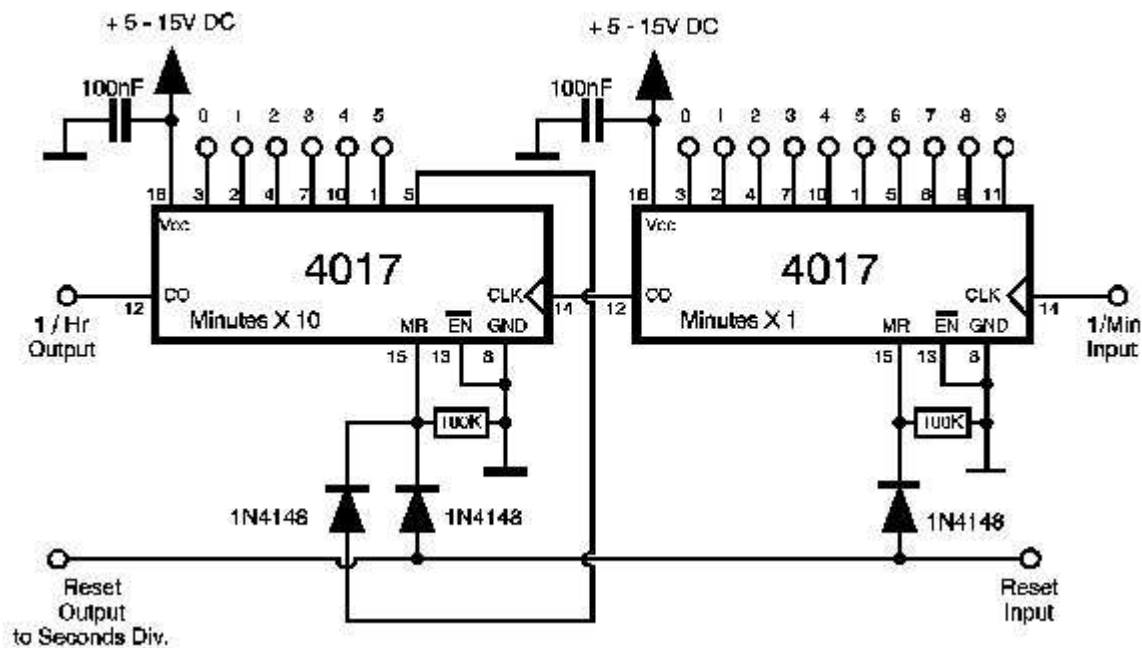 + 5 - 15V DC
+ 5 - 15V DC
100nF
100nF
0 1 2 3 4 5
0 1 2 3 4 5 6 7 8 9
16 3 2 4 7 10 1 5
16 3 2 4 7 10 1 5 6 9 11
Vcc
Vcc
4017
4017
CO
CLK
CO
CLK
12
14
12
14
Minutes X 10
Minutes X 1
MR EN GND
MR EN GND
15 13 8
15 13 8
1 / Hr
Output
1/Min
Input
100K
100K
1N4148
1N4148
1N4148
Reset
Output
to Seconds Div.
Reset
Input